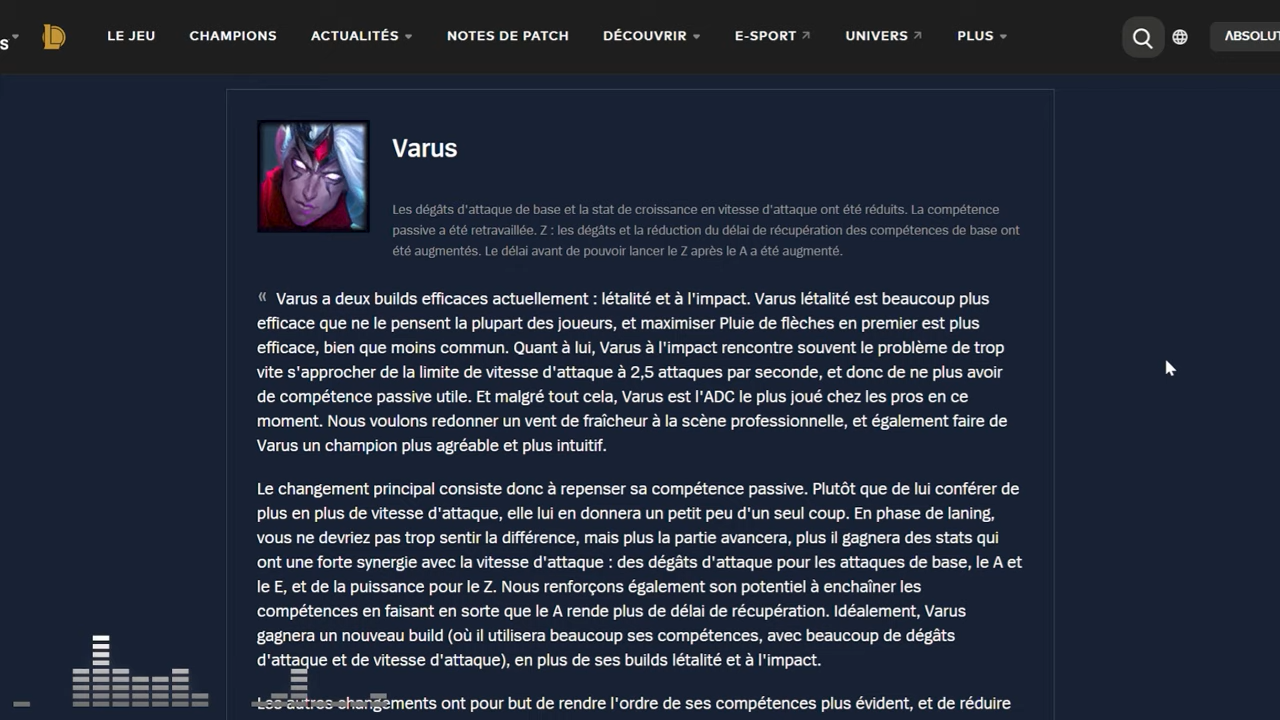 S
LE JEU CHAMPIONS ACTUALITÉS NOTES DE PATCH DÉCOUVRIR E-SPORT UNIVERS PLUS ABSOLUT
Varus
Les dégâts d'attaque de base et la stat de croissance en vitesse d'attaque ont été réduits. La compétence
passive a été retravaillée. Z : les dégâts et la réduction du délai de récupération des compétences de base ont
été augmentés. Le délai avant de pouvoir lancer le Z après le A a été augmenté.
« Varus a deux builds efficaces actuellement : létalité et à l'impact. Varus létalité est beaucoup plus
efficace que ne le pensent la plupart des joueurs, et maximiser Pluie de flèches en premier est plus
efficace, bien que moins commun. Quant à lui, Varus à l'impact rencontre souvent le problème de trop
vite s'approcher de la limite de vitesse d'attaque à 2,5 attaques par seconde, et donc de ne plus avoir
de compétence passive utile. Et malgré tout cela, Varus est l'ADC le plus joué chez les pros en ce
moment. Nous voulons redonner un vent de fraîcheur à la scène professionnelle, et également faire de
Varus un champion plus agréable et plus intuitif.
Le changement principal consiste donc à repenser sa compétence passive. Plutôt que de lui conférer de
plus en plus de vitesse d'attaque, elle lui en donnera un petit peu d'un seul coup. En phase de laning,
vous ne devriez pas trop sentir la différence, mais plus la partie avancera, plus il gagnera des stats qui
ont une forte synergie avec la vitesse d'attaque : des dégâts d'attaque pour les attaques de base, le A et
le E, et de la puissance pour le Z. Nous renforçons également son potentiel à enchaîner les
compétences en faisant en sorte que le A rende plus de délai de récupération. Idéalement, Varus
gagnera un nouveau build (où il utilisera beaucoup ses compétences, avec beaucoup de dégâts
d'attaque et de vitesse d'attaque), en plus de ses builds létalité et à l'impact.
Les autres changements ont pour but de rendre l'ordre de ses compétences plus évident, et de réduire